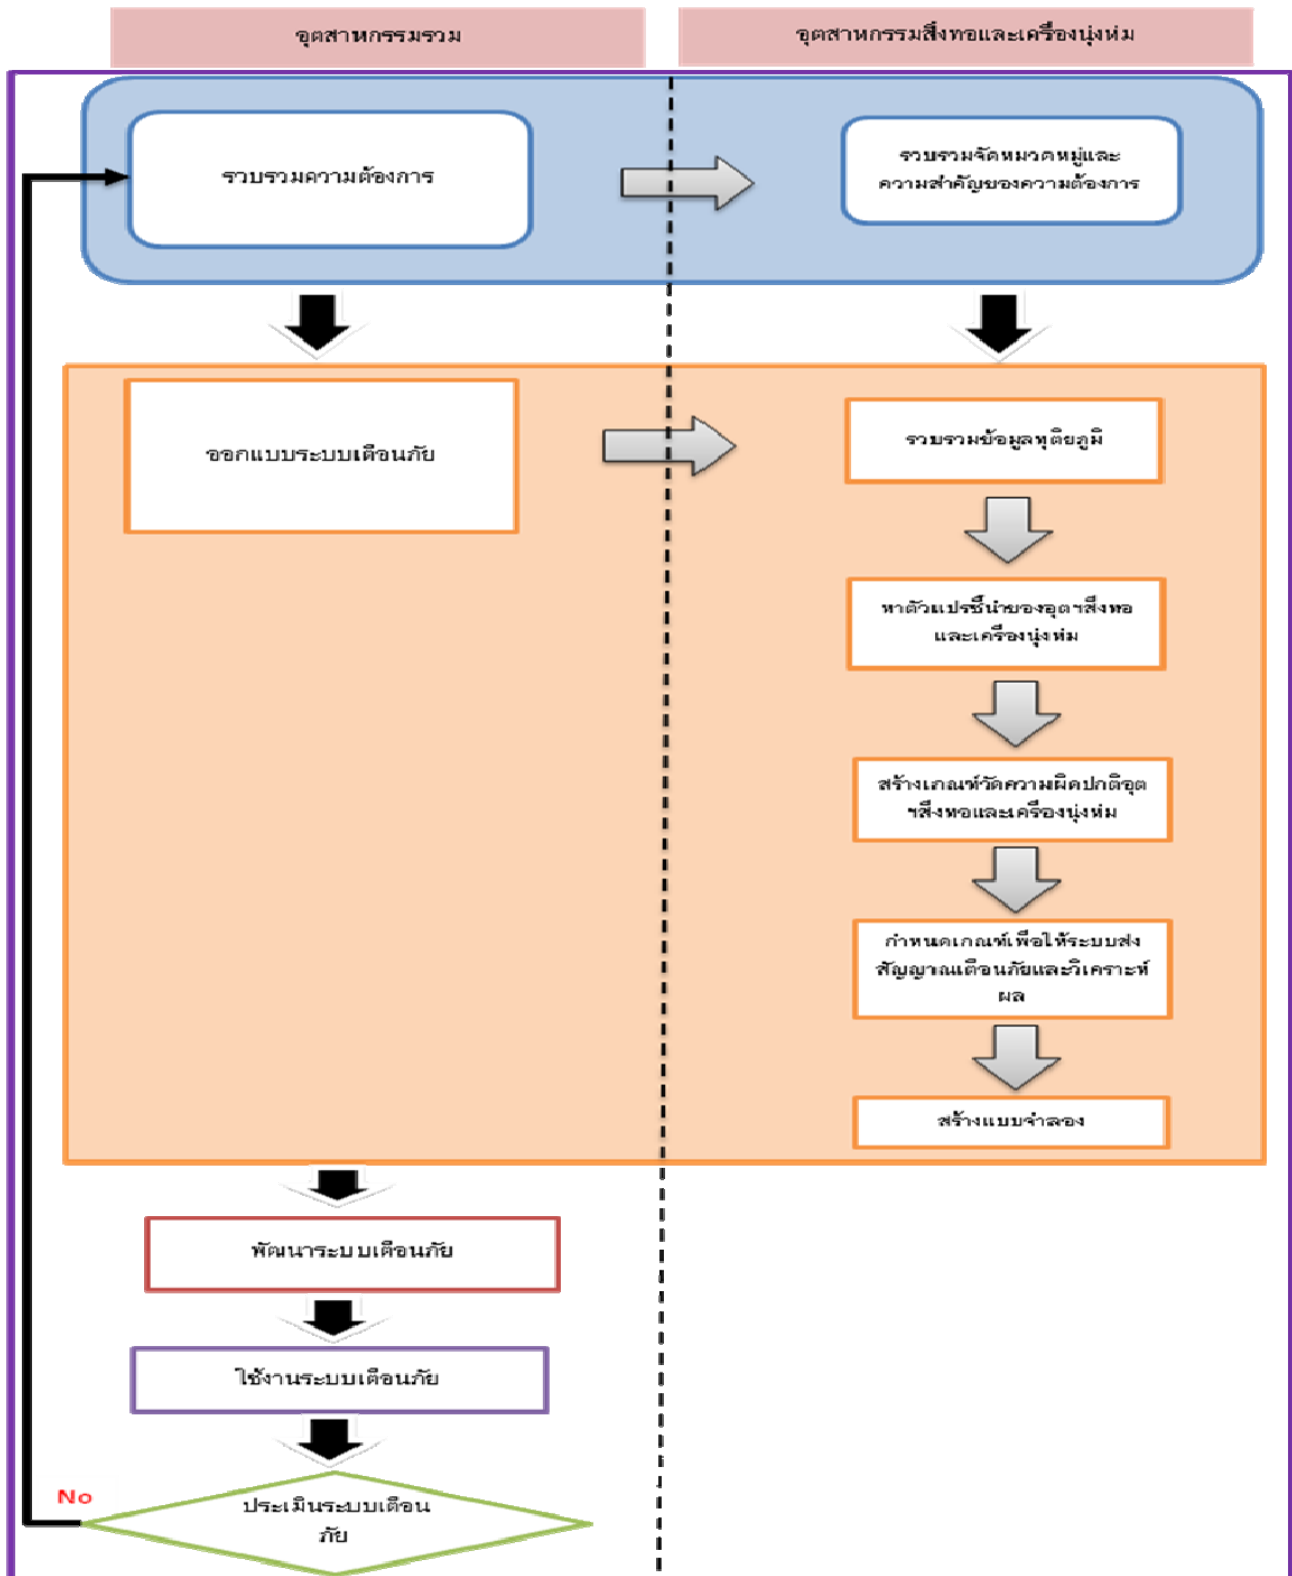 อุตสาหกรรมรวม
อุตสาหกรรมสิ่งทอและเครื่องนุ่งห่ม
รวบรวมความต้องการ
รวบรวมจัดหมวดหมู่และ
ความสำคัญของความต้องการ
ออกแบบระบบเตือนภัย
รวบรวมข้อมูลทุติยภูมิ
หาตัวแปรชี้นำของอุตฯสิ่งทอ
และเครื่องนุ่งห่ม
สร้างเกณฑ์วัดความผิดปกติอุต
ฯสิ่งทอและเครื่องนุ่งห่ม
กำหนดเกณฑ์เพื่อให้ระบบส่ง
สัญญาณเตือนภัยและวิเคราะห์
ผล
สร้างแบบจำลอง
พัฒนาระบบเตือนภัย
ใช้งานระบบเตือนภัย
No
ประเมินระบบเตือน
ภัย